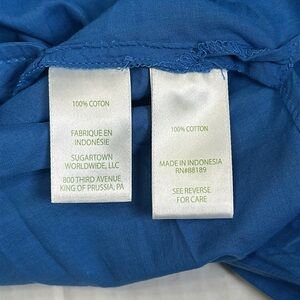 100% COTON
FABRIQUE EN
INDONÉSIE
SUGARTOWN
WORLDWIDE, LLC
800 THIRD AVENUE
KING OF PRUSSIA, PA
100% COTTON
MADE IN INDONESIA
RN#88189
SEE REVERSE
FOR CARE